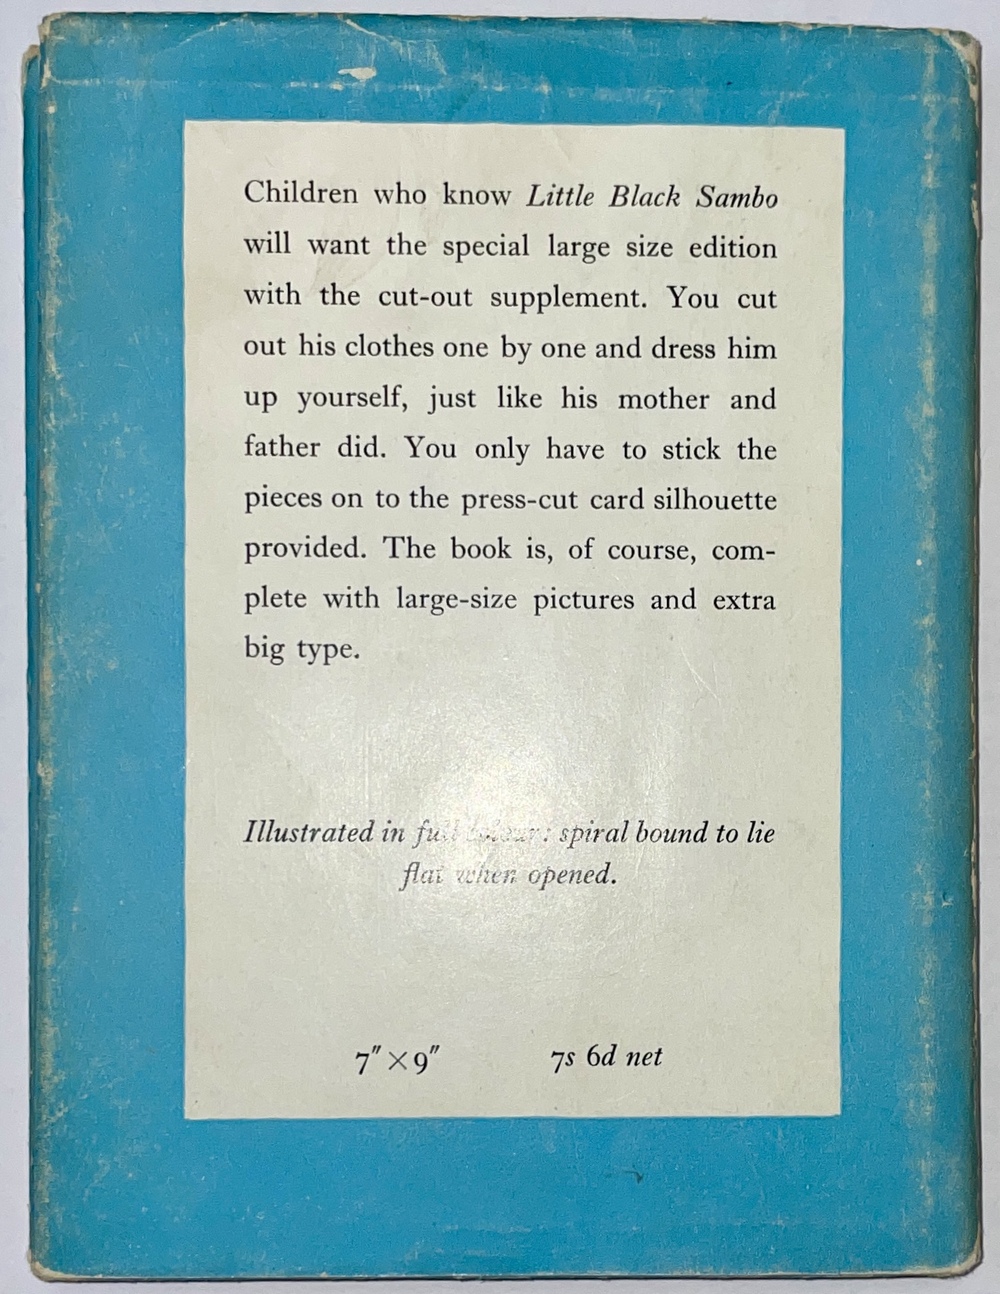 Children who know Little Black Sambo
will want the special large size edition
with the cut-out supplement. You cut
out his clothes one by one and dress him
up yourself, just like his mother and
father did. You only have to stick the
pieces on to the press-cut card silhouette
provided. The book is, of course, com-
plete with large-size pictures and extra
big type.
Illustrated in full colour: spiral bound to lie
flat when opened.
7" × 9" 7s 6d net